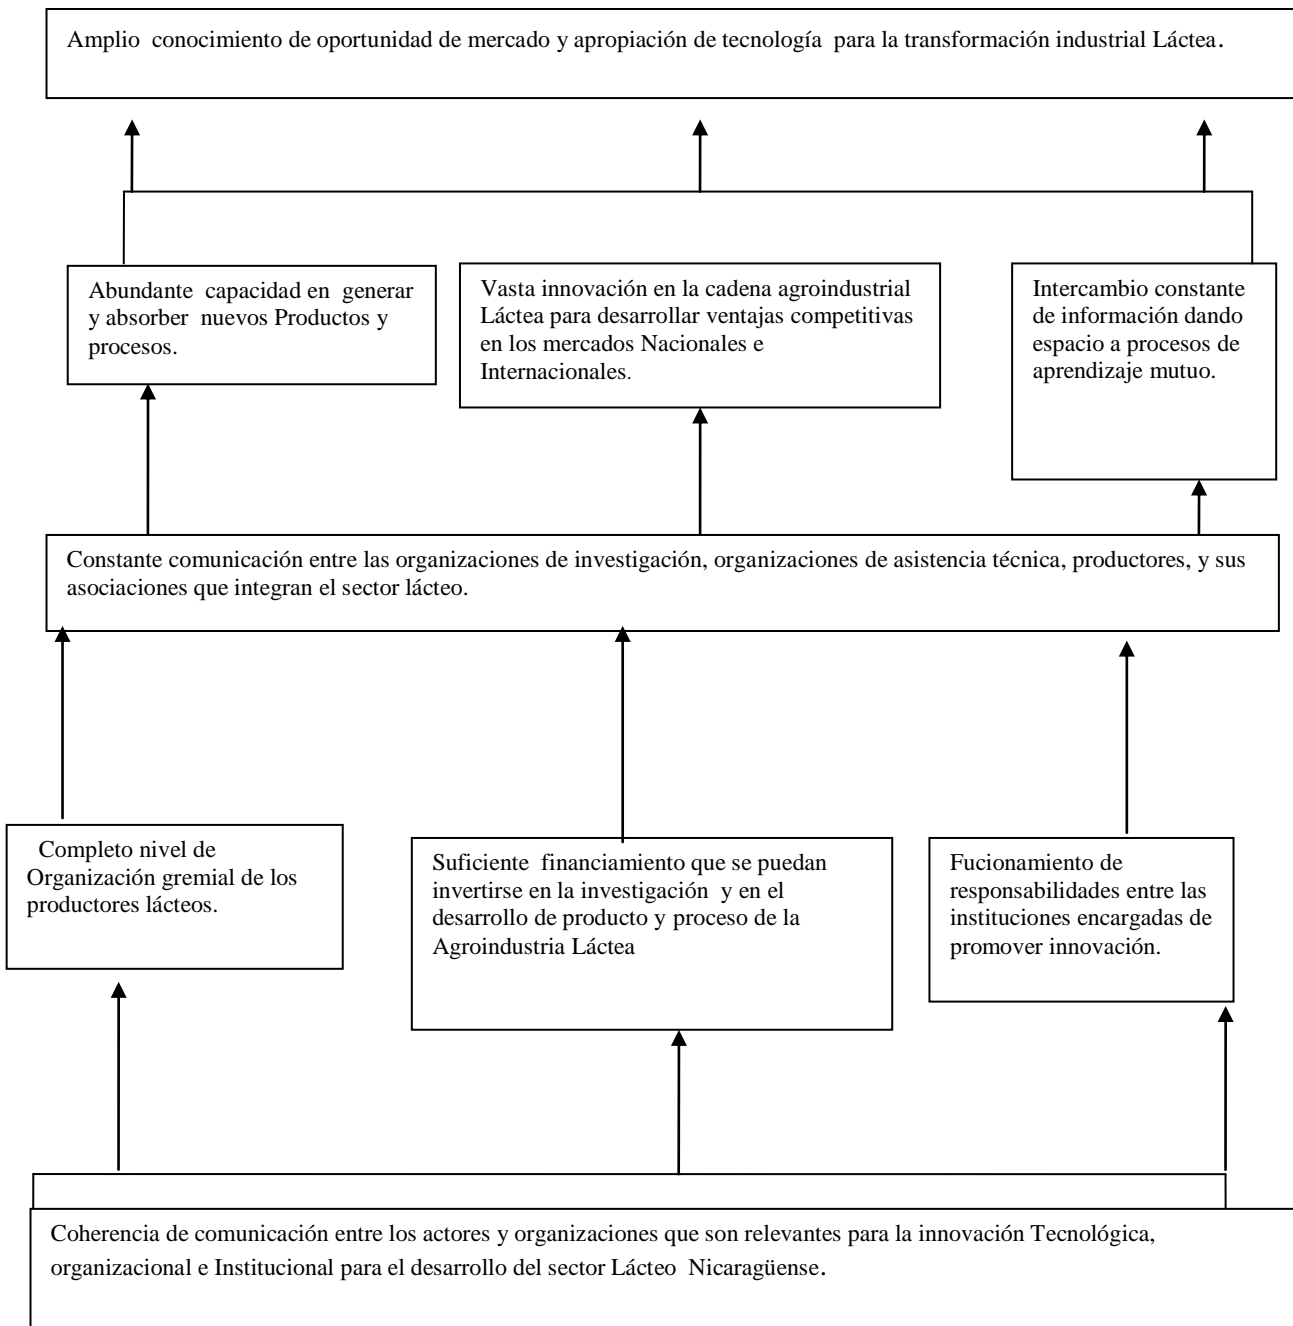 Amplio conocimiento de oportunidad de mercado y apropiación de tecnología para la transformación industrial Láctea.
Abundante capacidad en generar
y absorber nuevos Productos y
procesos.
Vasta innovación en la cadena agroindustrial
Láctea para desarrollar ventajas competitivas
en los mercados Nacionales e
Internacionales.
Intercambio constante
de información dando
espacio a procesos de
aprendizaje mutuo.
Constante comunicación entre las organizaciones de investigación, organizaciones de asistencia técnica, productores, y sus
asociaciones que integran el sector lácteo.
Completo nivel de
Organización gremial de los
productores lácteos.
Suficiente financiamiento que se puedan
invertirse en la investigación y en el
desarrollo de producto y proceso de la
Agroindustria Láctea
Fucionamiento de
responsabilidades entre las
instituciones encargadas de
promover innovación.
Coherencia de comunicación entre los actores y organizaciones que son relevantes para la innovación Tecnológica,
organizacional e Institucional para el desarrollo del sector Lácteo Nicaragüense.